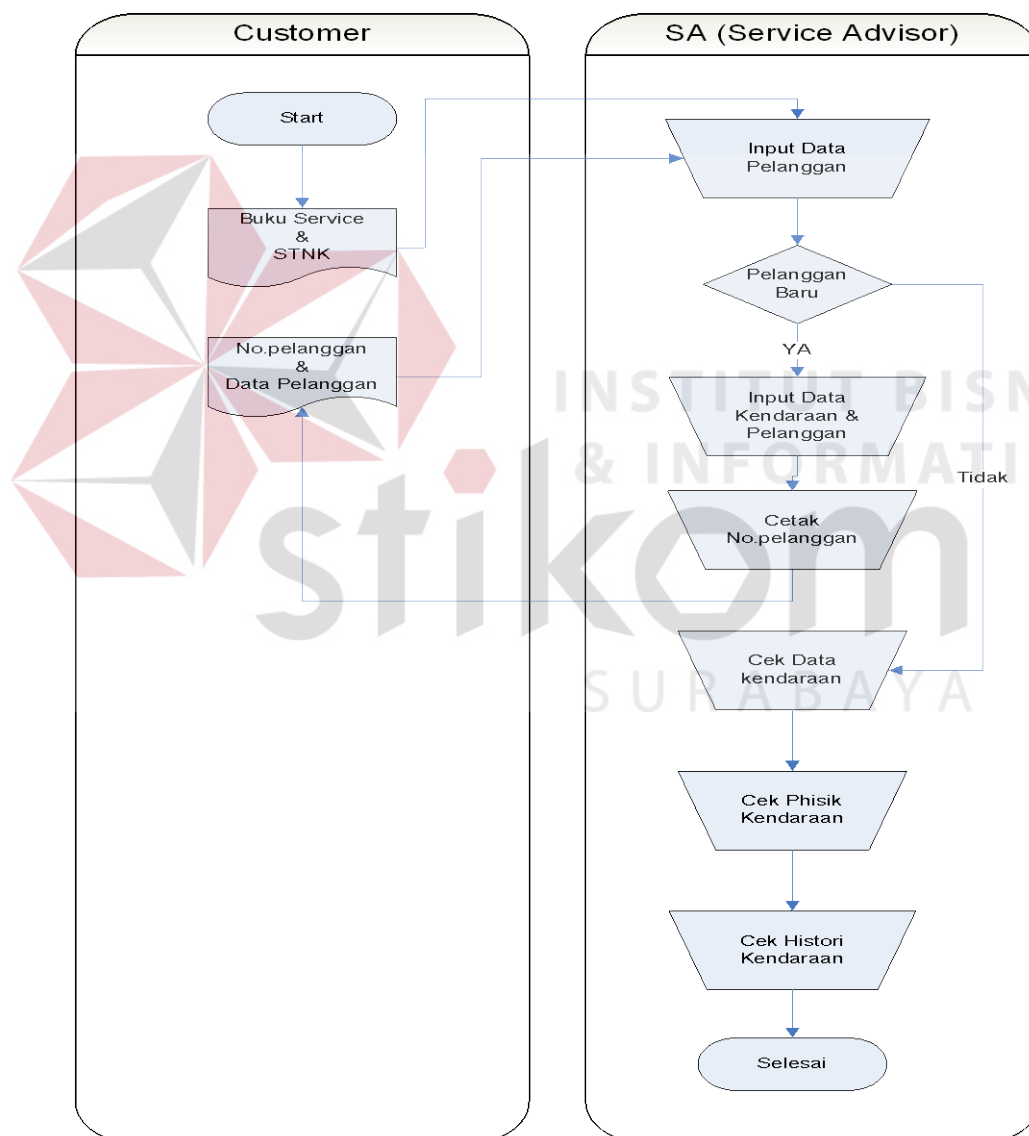 Customer
Start
Buku Service
&
STNK
No.pelanggan
&
Data Pelanggan
SA (Service Advisor)
Input Data
Pelanggan
Pelanggan
Baru
YA
Tidak
Input Data
Kendaraan &
Pelanggan
Cetak
No.pelanggan
Cek Data
kendaraan
Cek Phisik
Kendaraan
Cek Histori
Kendaraan
Selesai
INSTITUT BISN
& INFORMATI
stikom
SURABAYA